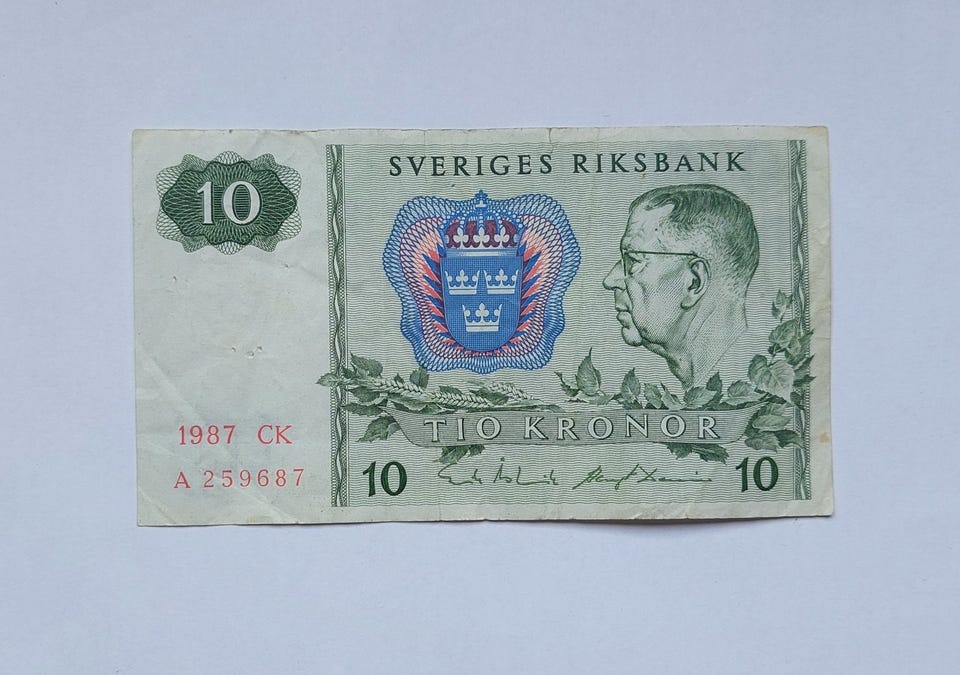 SVERIGES RIKSBANK
10
TIO KRONOR
1987 CK
A 259687
10
10